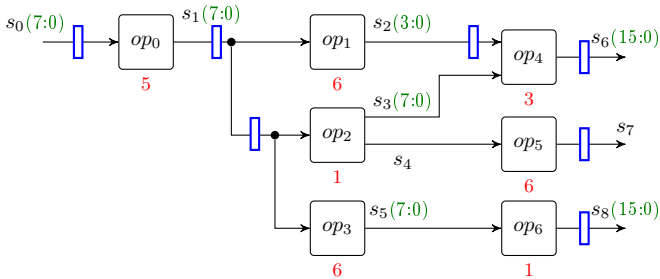 s₀(7:0)
s₁(7:0)
s₂(3:0)
s₆(15:0)
op₀
op₁
op₄
5
6
3
s₃(7:0)
op₂
op₅
s₇
s₄
1
6
s₅(7:0)
s₈(15:0)
op₃
op₆
6
1